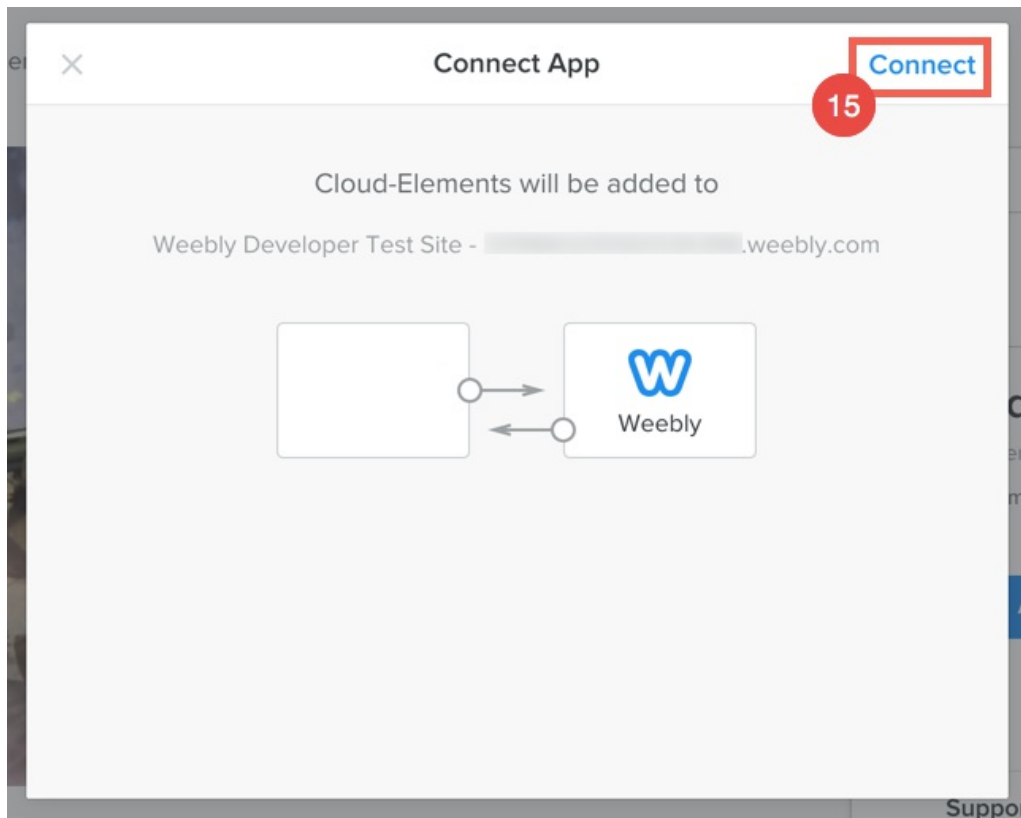 Connect App
Connect
15
Cloud-Elements will be added to
Weebly Developer Test Site - .weebly.com
Weebly